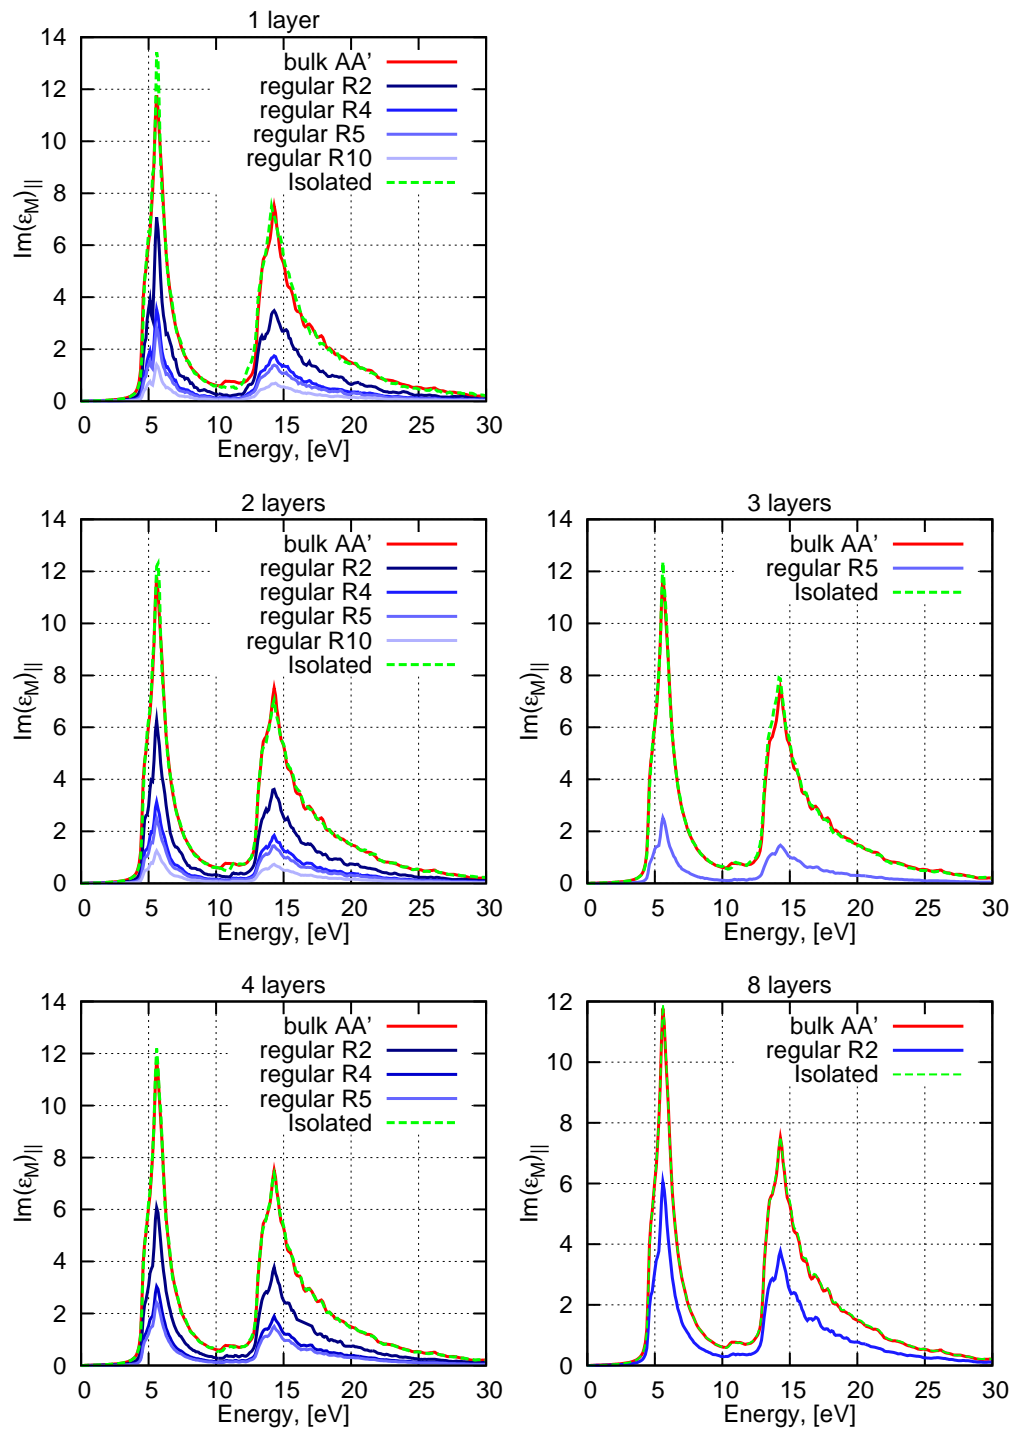 1 layer
14
12
10
8
6
4
2
0
Im(εM)||
bulk AA'
regular R2
regular R4
regular R5
regular R10
Isolated
0 5 10 15 20 25 30
Energy, [eV]
2 layers
14
12
10
8
6
4
2
0
Im(εM)||
bulk AA'
regular R2
regular R4
regular R5
regular R10
Isolated
0 5 10 15 20 25 30
Energy, [eV]
3 layers
14
12
10
8
6
4
2
0
Im(εM)||
bulk AA'
regular R5
Isolated
0 5 10 15 20 25 30
Energy, [eV]
4 layers
14
12
10
8
6
4
2
0
Im(εM)||
bulk AA'
regular R2
regular R4
regular R5
Isolated
0 5 10 15 20 25 30
Energy, [eV]
8 layers
12
10
8
6
4
2
0
Im(εM)||
bulk AA'
regular R2
Isolated
0 5 10 15 20 25 30
Energy, [eV]